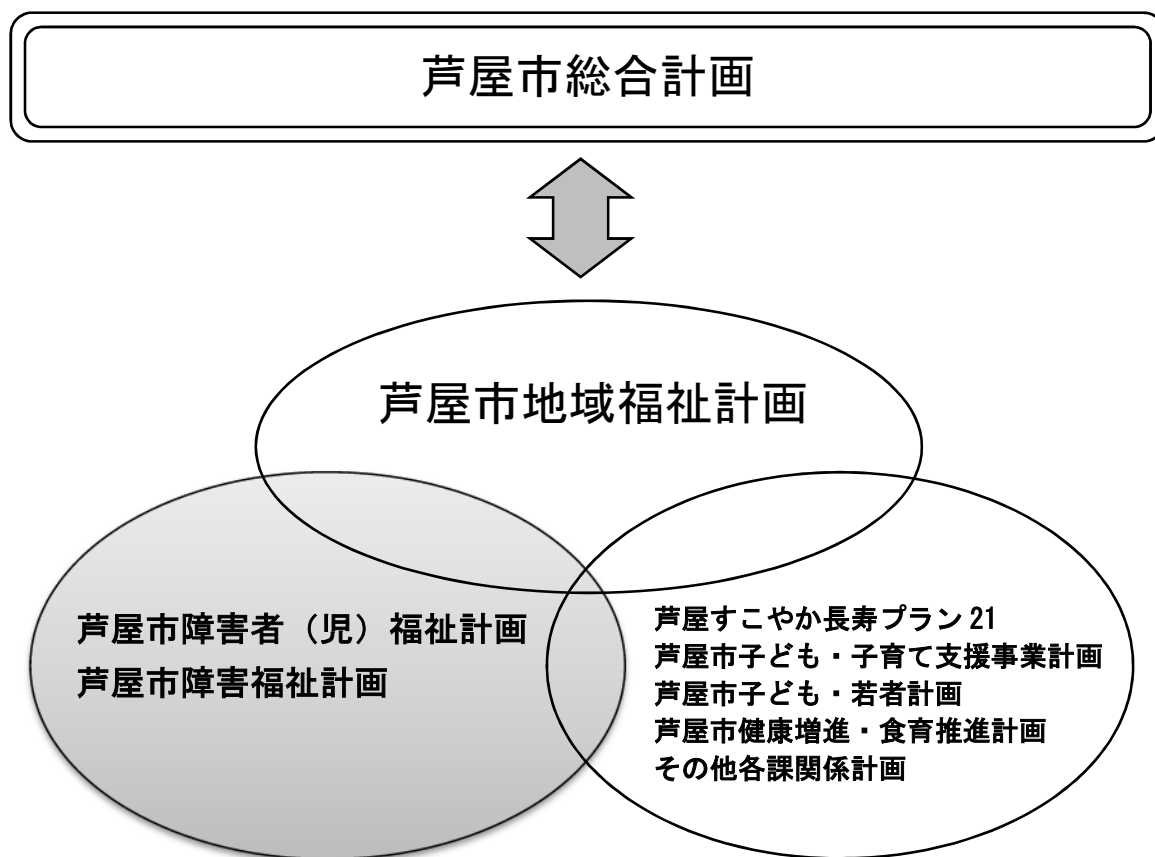 芦屋市総合計画
芦屋市地域福祉計画
芦屋市障害者（児）福祉計画
芦屋市障害福祉計画
芦屋すこやか長寿プラン 21
芦屋市子ども・子育て支援事業計画
芦屋市子ども・若者計画
芦屋市健康増進・食育推進計画
その他各課関係計画